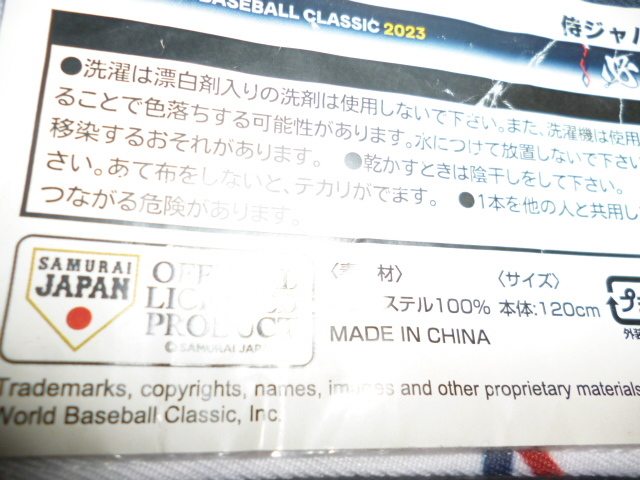 BASEBALL CLASSIC 2023
侍ジャ
●洗濯は漂白剤入りの洗剤は使用しないで下さい。また、洗濯機は使用
ることで色落ちする可能性があります。水につけて放置しないで下さい
移染するおそれがあります。 ●乾かすときは陰干しをして下さい。
さい。あて布をしないと、テカリがでます。 ●1本を他の人と共用し
つながる危険があります。
SAMURAI
JAPAN
OFFICIAL
LICENSED
PRODUCT
©SAMURAI JAP
〈素 材〉 〈サイズ〉
ステル100% 本体:120cm
MADE IN CHINA
プ
外装
Trademarks, copyrights, names, images and other proprietary materials
World Baseball Classic, Inc.